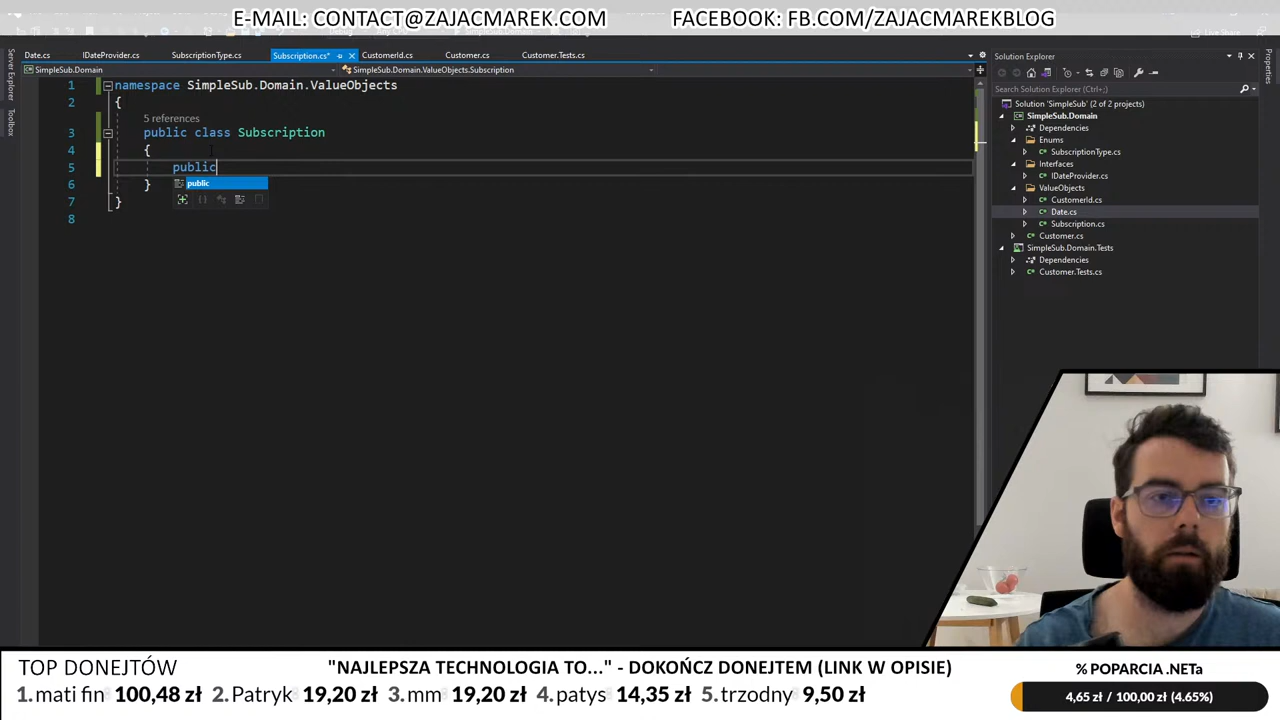 E-MAIL: CONTACT@ZAJACMAREK.COM
FACEBOOK: FB.COM/ZAJACMAREKBLOG
Date.cs
IDateProvider.cs
SubscriptionType.cs
Subscription.cs*
CustomerId.cs
Customer.cs
Customer.Tests.cs
SimpleSub.Domain
SimpleSub.Domain.ValueObjects.Subscription
Server Explorer
Toolbox
1 namespace SimpleSub.Domain.ValueObjects
2 {
5 references
3 public class Subscription
4 {
5 public
public
6 }
7 }
8
Solution Explorer
Search Solution Explorer (Ctrl+;)
Solution 'SimpleSub' (2 of 2 projects)
SimpleSub.Domain
Dependencies
Enums
SubscriptionType.cs
Interfaces
IDateProvider.cs
ValueObjects
CustomerId.cs
Date.cs
Subscription.cs
Customer.cs
SimpleSub.Domain.Tests
Dependencies
Customer.Tests.cs
Properties
TOP DONEJTÓW
"NAJLEPSZA TECHNOLOGIA TO..." - DOKOŃCZ DONEJTEM (LINK W OPISIE)
% POPARCIA .NETa
1. mati fin 100,48 zł 2. Patryk 19,20 zł 3. mm 19,20 zł 4. patys 14,35 zł 5. trzodny 9,50 zł
4,65 zł / 100,00 zł (4.65%)